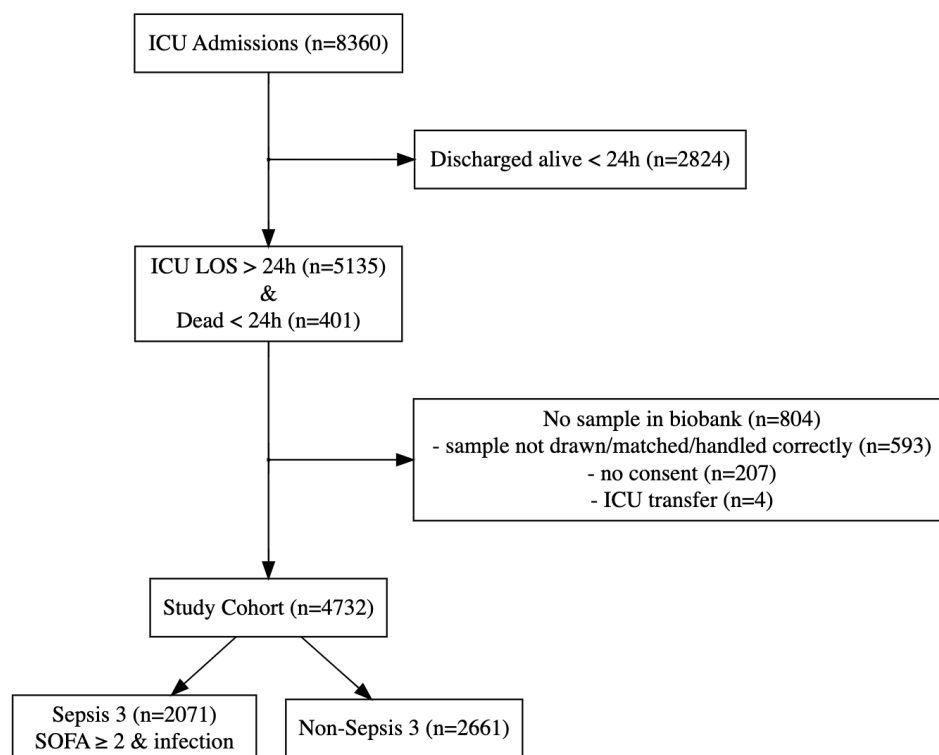 ICU Admissions (n=8360)
Discharged alive < 24h (n=2824)
ICU LOS > 24h (n=5135)
&
Dead < 24h (n=401)
No sample in biobank (n=804)
- sample not drawn/matched/handled correctly (n=593)
- no consent (n=207)
- ICU transfer (n=4)
Study Cohort (n=4732)
Sepsis 3 (n=2071)
SOFA ≥ 2 & infection
Non-Sepsis 3 (n=2661)